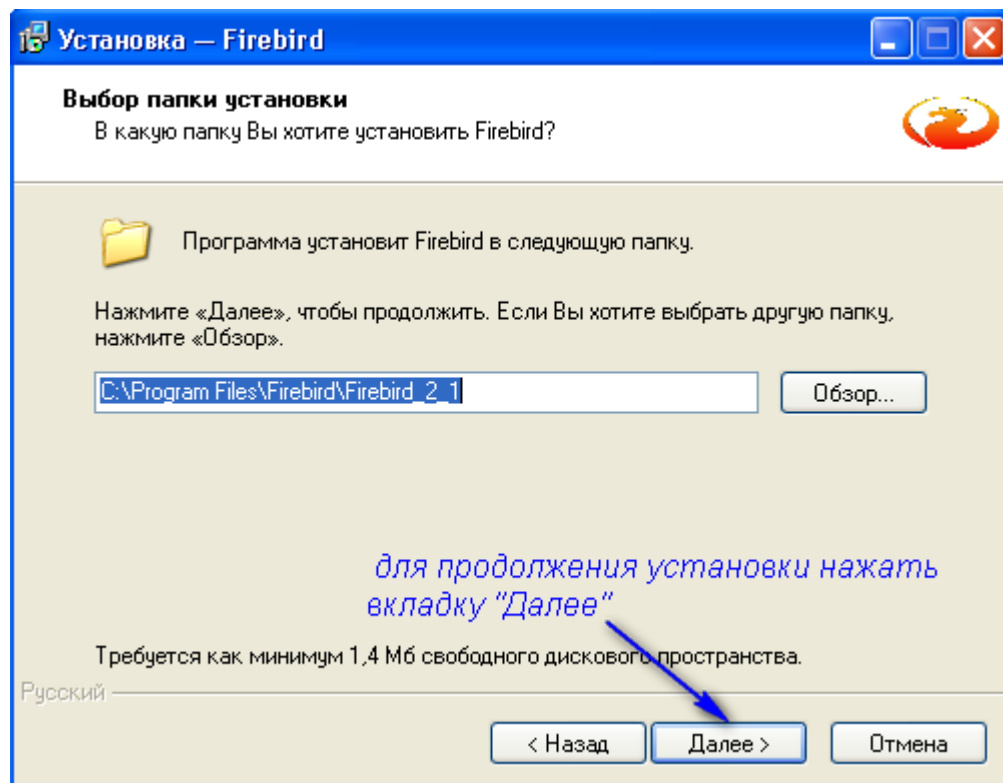 Установка — Firebird
Выбор папки установки
В какую папку Вы хотите установить Firebird?
Программа установит Firebird в следующую папку.
Нажмите «Далее», чтобы продолжить. Если Вы хотите выбрать другую папку,
нажмите «Обзор».
C:\Program Files\Firebird\Firebird_2_1
Обзор...
для продолжения установки нажать
вкладку "Далее"
Требуется как минимум 1,4 Мб свободного дискового пространства.
Русский
< Назад
Далее >
Отмена